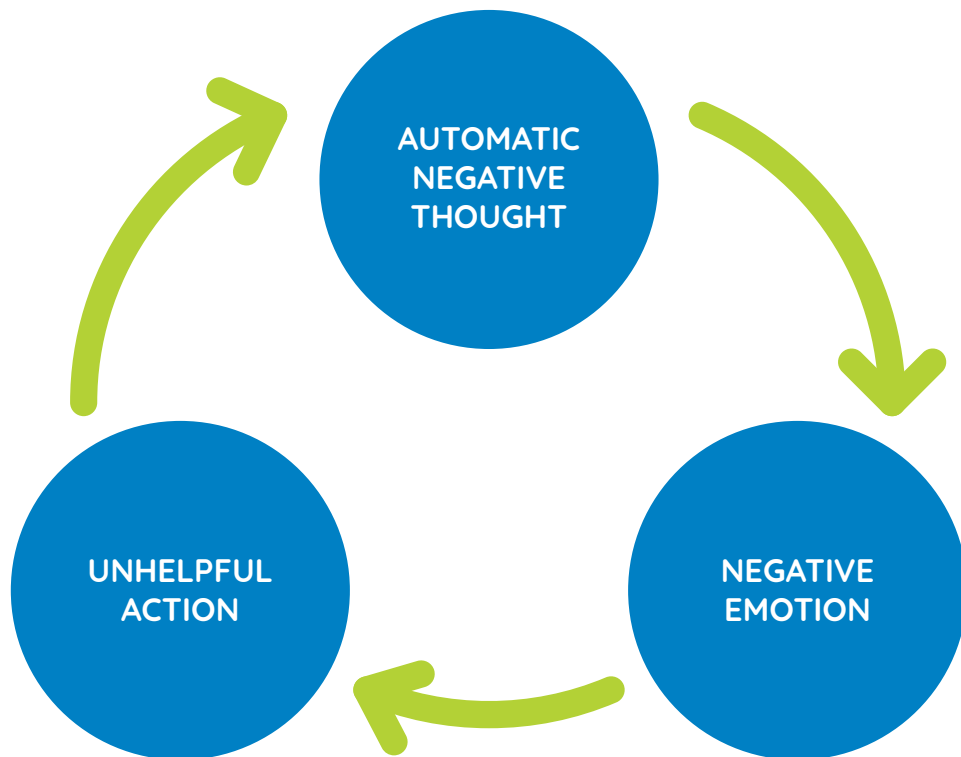 AUTOMATIC
NEGATIVE
THOUGHT
UNHELPFUL
ACTION
NEGATIVE
EMOTION